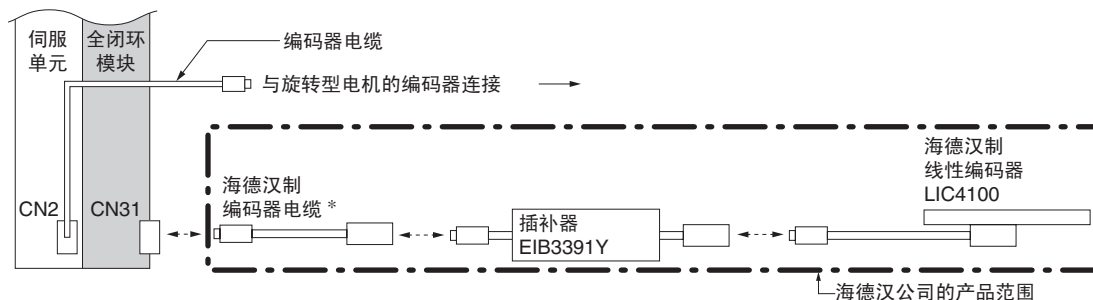 伺服
单元
全闭环
模块
编码器电缆
与旋转型电机的编码器连接
海德汉制
线性编码器
LIC4100
海德汉制
编码器电缆 *
CN2
CN31
插补器
EIB3391Y
海德汉公司的产品范围